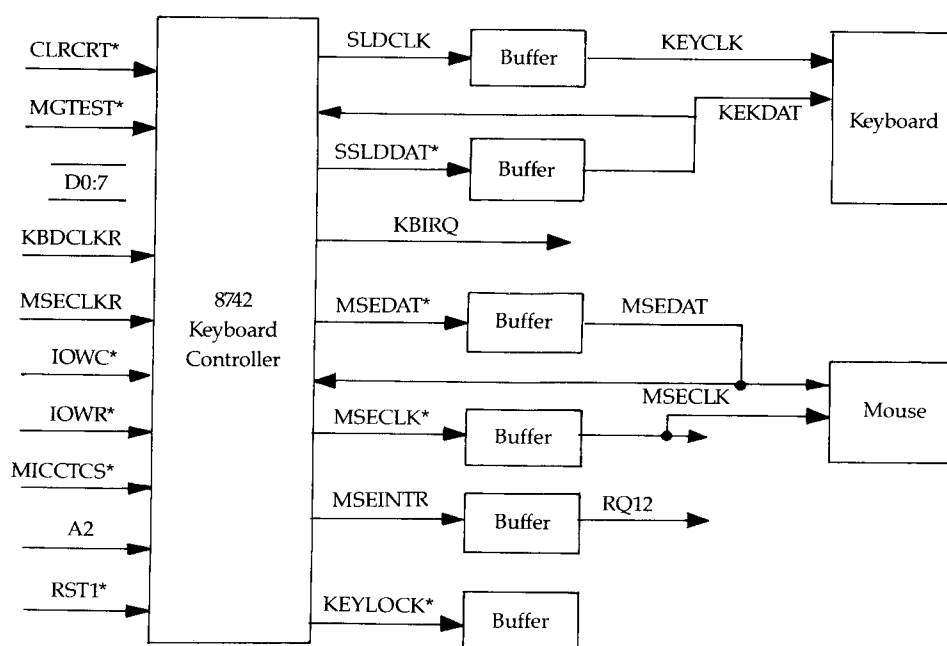 CLRCRT*
MGTEST*
D0:7
KBDCLKR
MSECLKR
IOWC*
IOWR*
MICCTCS*
A2
RST1*
8742
Keyboard
Controller
SLDCLK
Buffer
KEYCLK
KEKDAT
Keyboard
SSLDDAT*
Buffer
KBIRQ
MSEDAT*
Buffer
MSEDAT
MSECLK
Mouse
MSECLK*
Buffer
MSEINTR
Buffer
RQ12
KEYLOCK*
Buffer